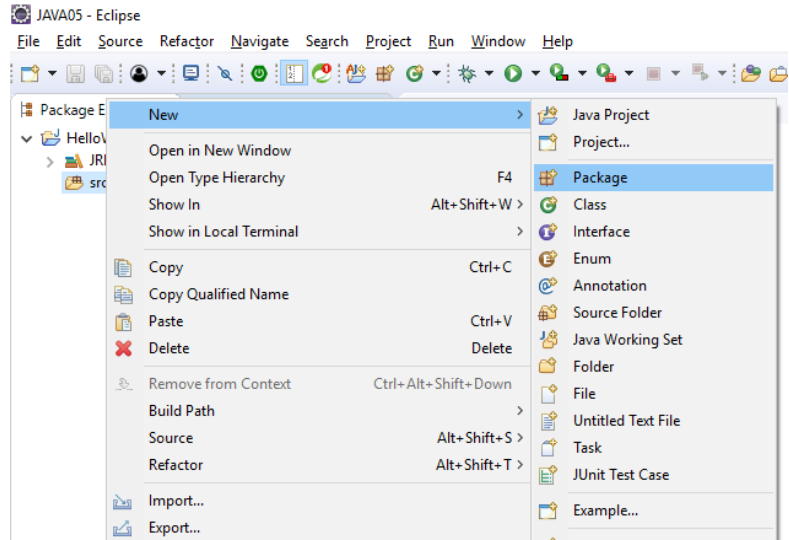 JAVA05 - Eclipse
File Edit Source Refactor Navigate Search Project Run Window Help
Package E
HelloW
JRE
src
New >
Open in New Window
Open Type Hierarchy F4
Show In Alt+Shift+W >
Show in Local Terminal >
Copy Ctrl+C
Copy Qualified Name
Paste Ctrl+V
Delete Delete
Remove from Context Ctrl+Alt+Shift+Down
Build Path >
Source Alt+Shift+S >
Refactor Alt+Shift+T >
Import...
Export...
Java Project
Project...
Package
Class
Interface
Enum
Annotation
Source Folder
Java Working Set
Folder
File
Untitled Text File
Task
JUnit Test Case
Example...